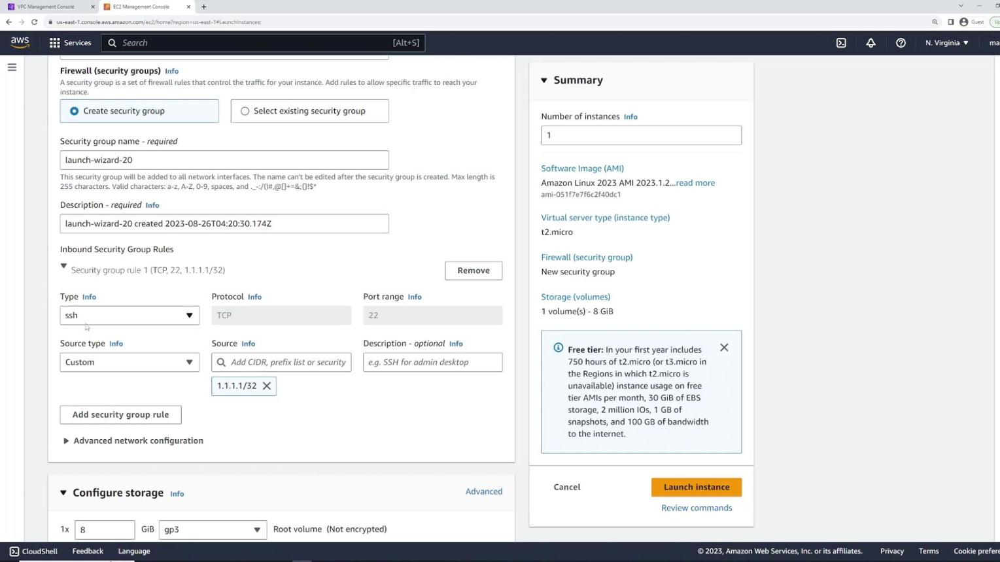 VPC Management Console
EC2 Management Console
us-east-1.console.aws.amazon.com/ec2/home?region=us-east-1#LaunchInstances:
Guest
aws
Services
Search
[Alt+S]
N. Virginia
Firewall (security groups) Info
A security group is a set of firewall rules that control the traffic for your instance. Add rules to allow specific traffic to reach your
instance.
Create security group
Select existing security group
Security group name - required
launch-wizard-20
This security group will be added to all network interfaces. The name can't be edited after the security group is created. Max length is
255 characters. Valid characters: a-z, A-Z, 0-9, spaces, and ._-:/()#,@[]+=&;{}!$*
Description - required Info
launch-wizard-20 created 2023-08-26T04:20:30.174Z
Inbound Security Group Rules
Security group rule 1 (TCP, 22, 1.1.1.1/32)
Remove
Type Info
Protocol Info
Port range Info
ssh
TCP
22
Source type Info
Source Info
Description - optional Info
Custom
Add CIDR, prefix list or security
e.g. SSH for admin desktop
1.1.1.1/32
Add security group rule
Advanced network configuration
Configure storage Info
Advanced
1x
8
GiB
gp3
Root volume (Not encrypted)
Summary
Number of instances Info
1
Software Image (AMI)
Amazon Linux 2023 AMI 2023.1.2...read more
ami-051f7e7f6c2f40dc1
Virtual server type (instance type)
t2.micro
Firewall (security group)
New security group
Storage (volumes)
1 volume(s) - 8 GiB
Free tier: In your first year includes
750 hours of t2.micro (or t3.micro in
the Regions in which t2.micro is
unavailable) instance usage on free
tier AMIs per month, 30 GiB of EBS
storage, 2 million IOs, 1 GB of
snapshots, and 100 GB of bandwidth
to the internet.
Cancel
Launch instance
Review commands
CloudShell
Feedback
Language
© 2023, Amazon Web Services, Inc. or its affiliates.
Privacy
Terms
Cookie prefere